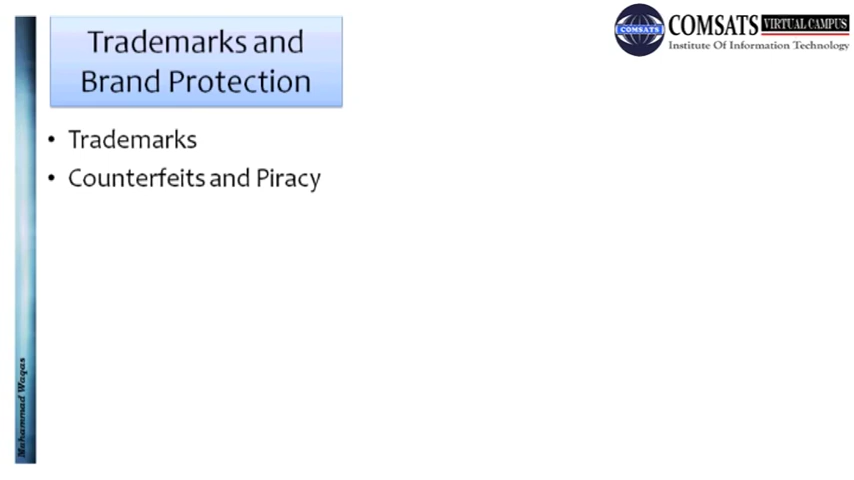 Trademarks and
Brand Protection
COMSATS
COMSATS VIRTUAL CAMPUS
Institute Of Information Technology
• Trademarks
• Counterfeits and Piracy
Muhammad Waqas